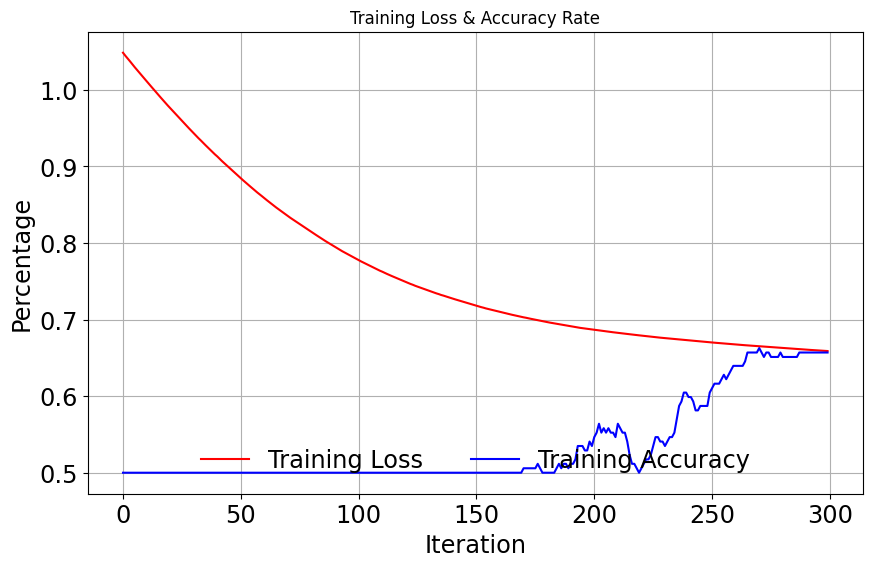 Training Loss & Accuracy Rate
Percentage
1.0
0.9
0.8
0.7
0.6
0.5
Training Loss Training Accuracy
0 50 100 150 200 250 300
Iteration